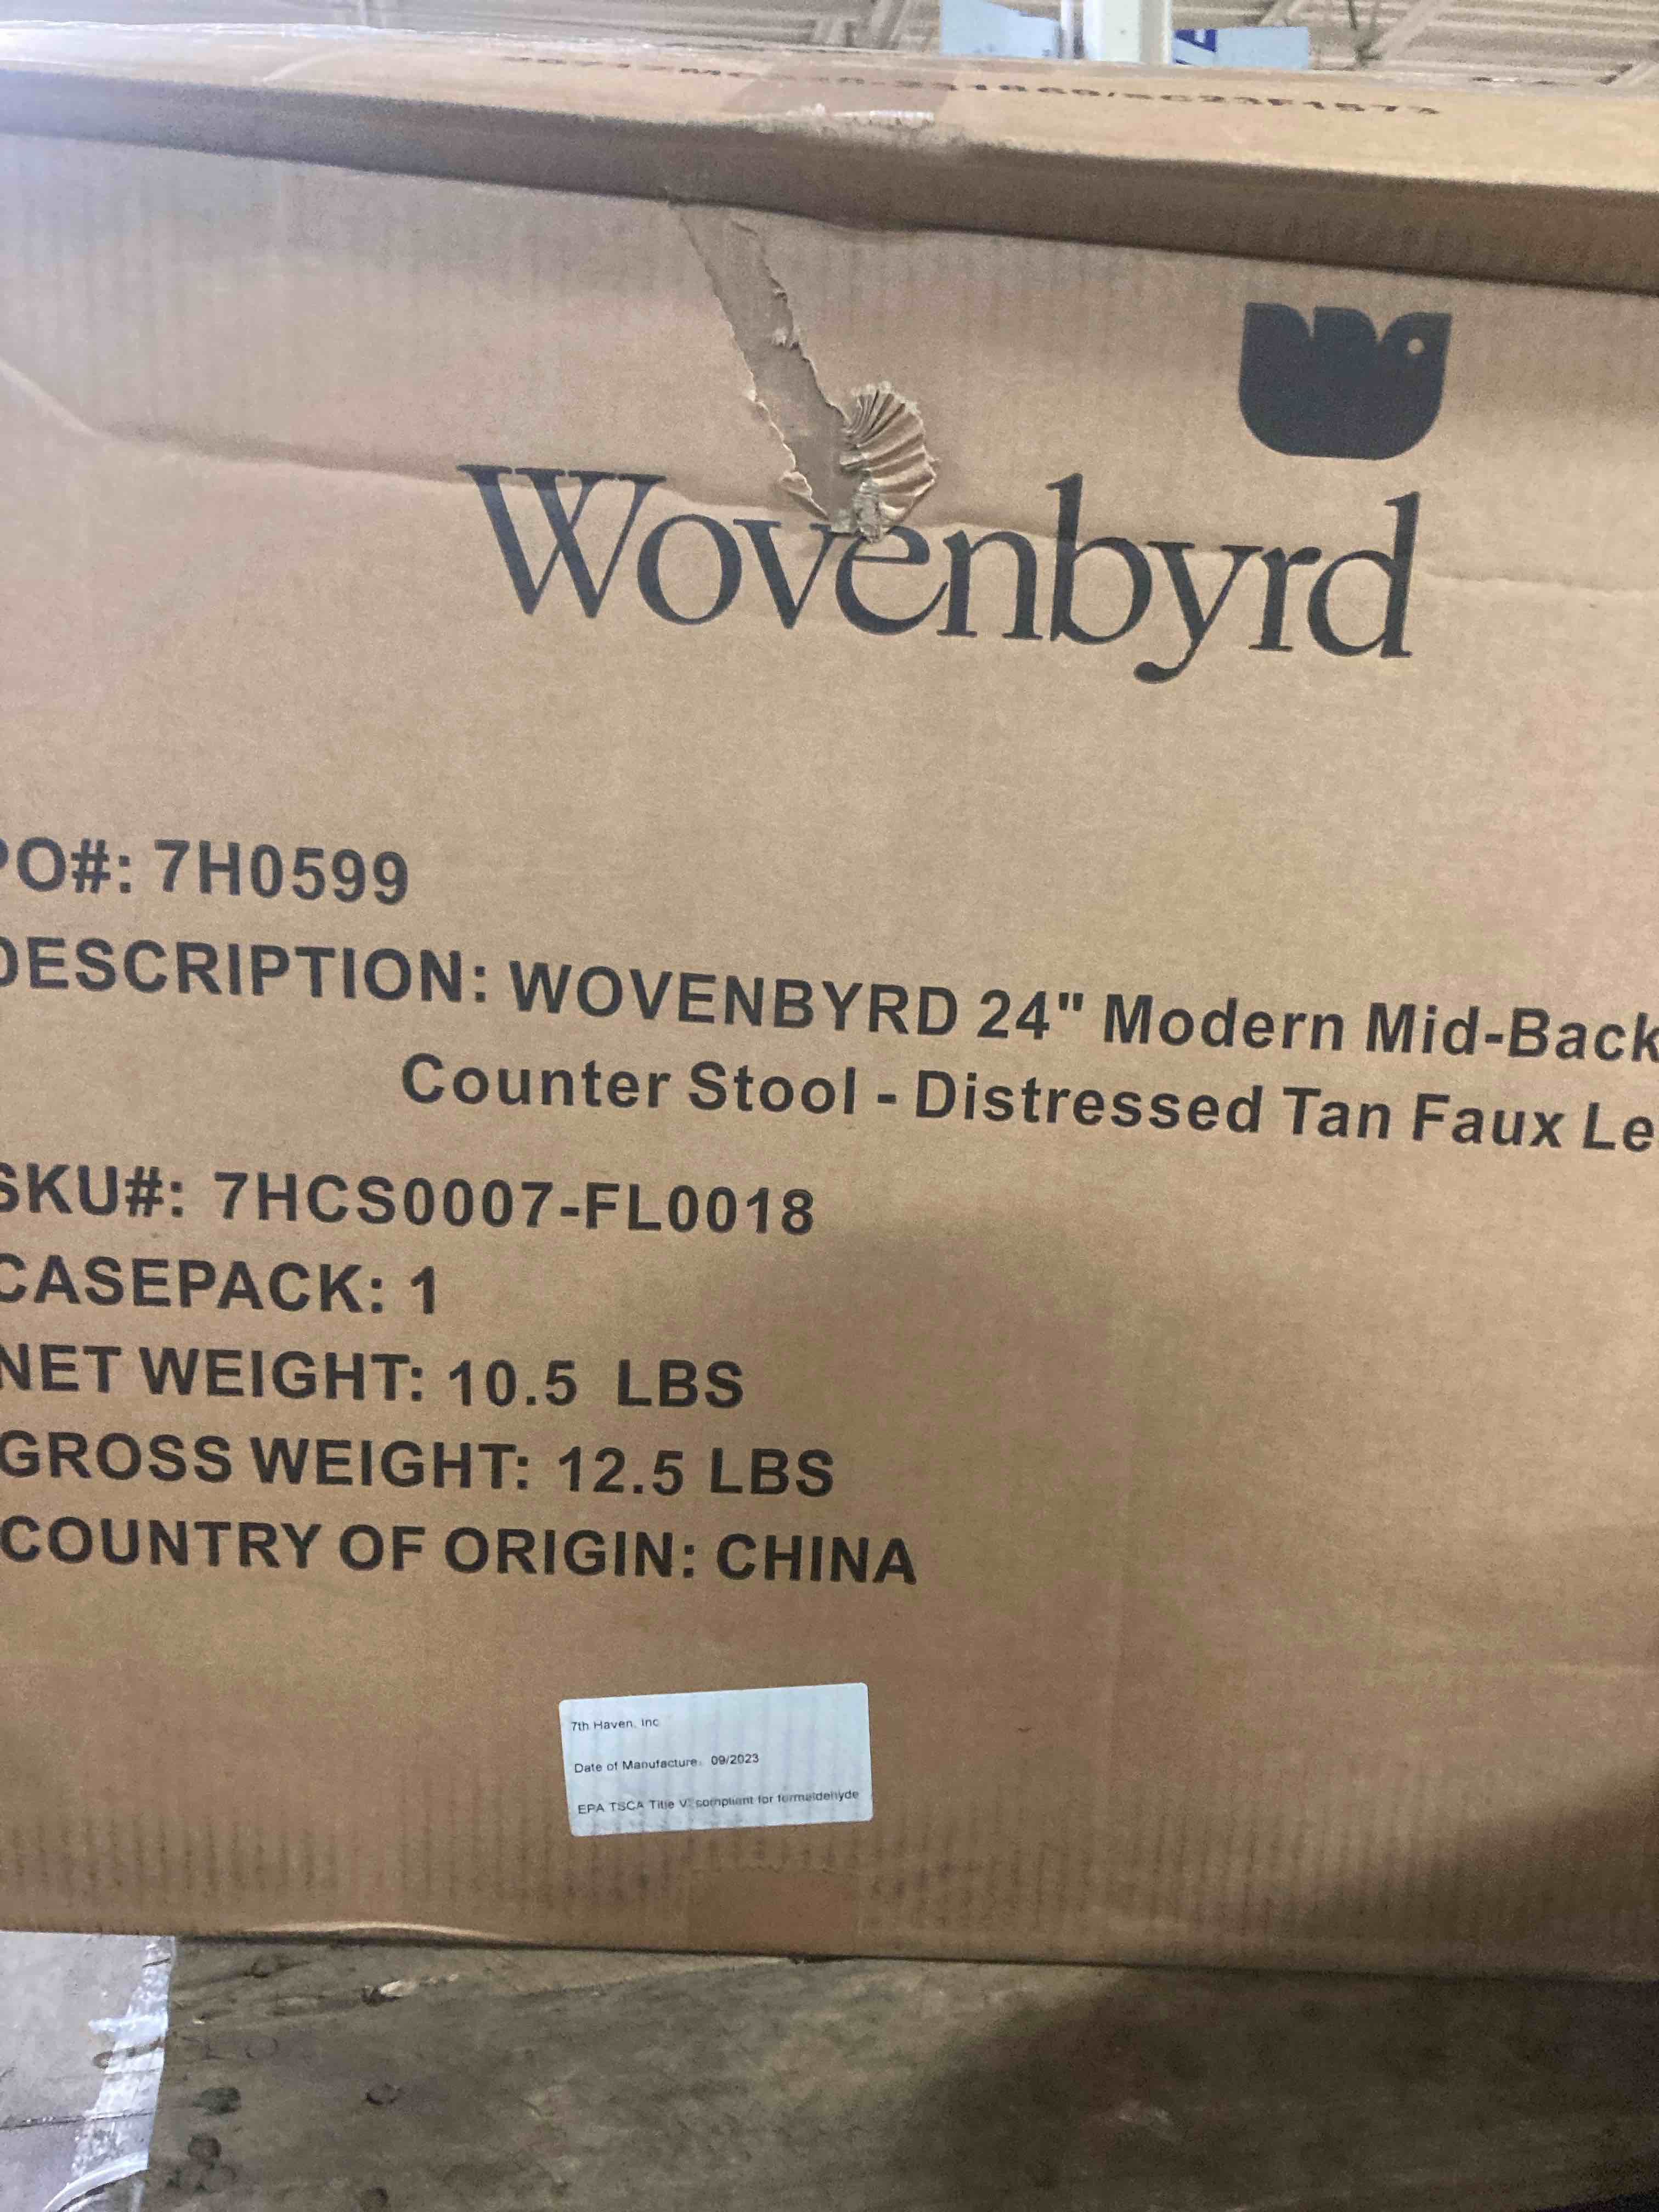 Wovenbyrd
PO#: 7H0599
DESCRIPTION: WOVENBYRD 24" Modern Mid-Back
Counter Stool - Distressed Tan Faux Le
SKU#: 7HCS0007-FL0018
CASEPACK: 1
NET WEIGHT: 10.5 LBS
GROSS WEIGHT: 12.5 LBS
COUNTRY OF ORIGIN: CHINA
7th Haven, Inc
Date of Manufacture: 09/2023
EPA TSCA Title VI compliant for formaldehyde